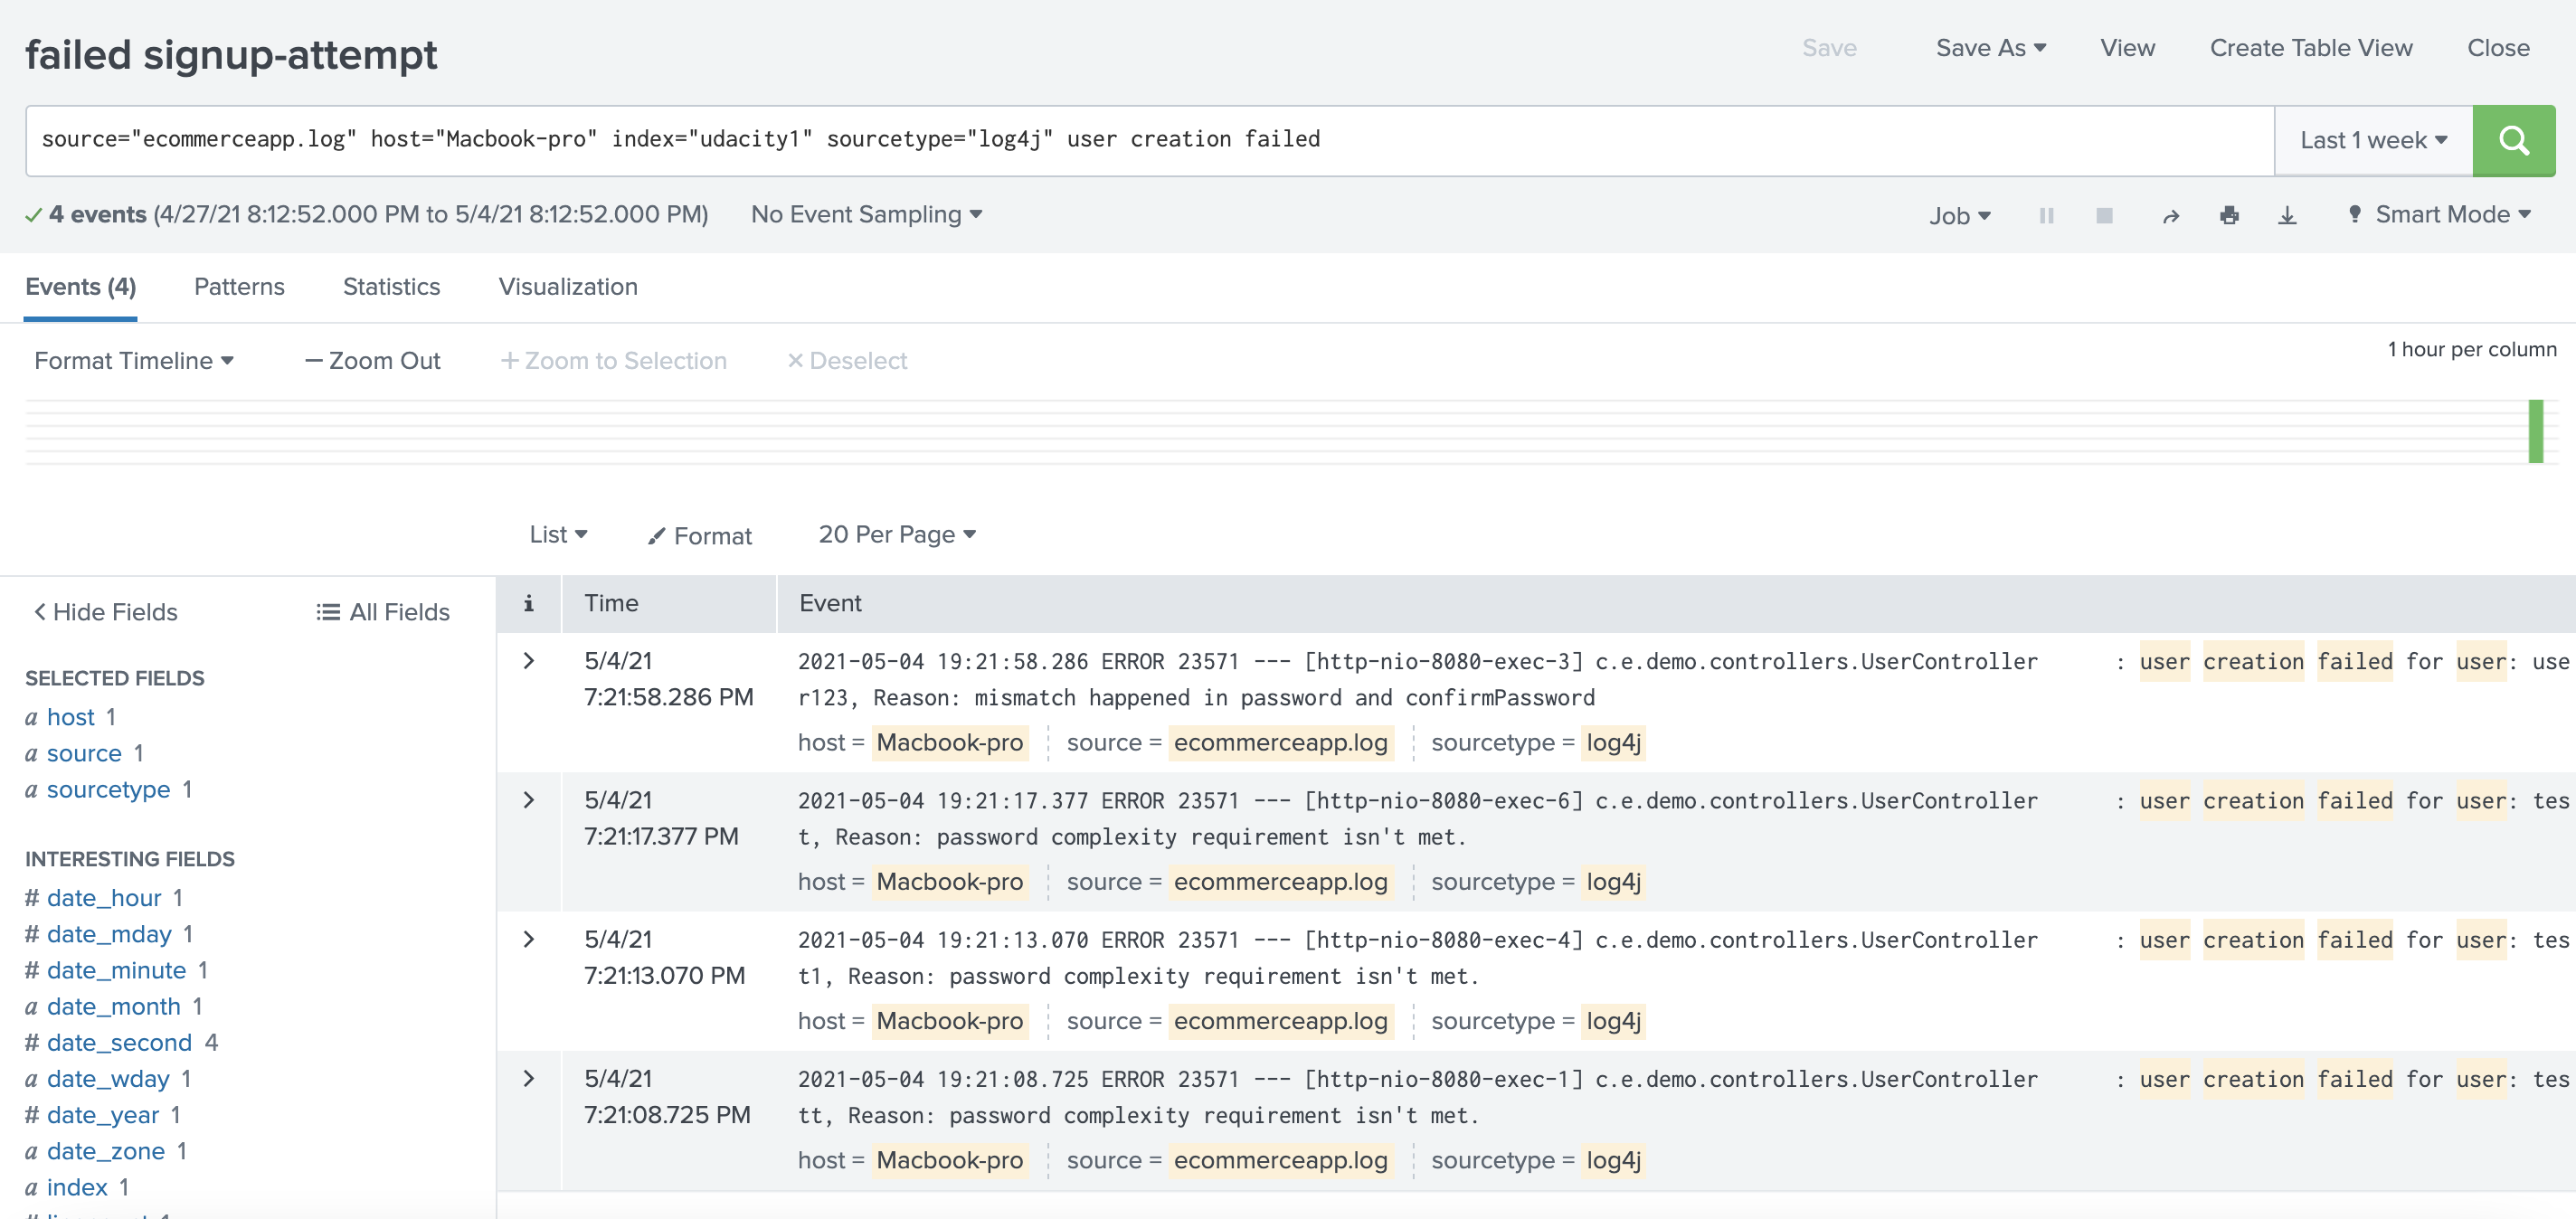 failed signup-attempt
Save Save As View Create Table View Close
source="ecommerceapp.log" host="Macbook-pro" index="udacity1" sourcetype="log4j" user creation failed
Last 1 week
4 events (4/27/21 8:12:52.000 PM to 5/4/21 8:12:52.000 PM) No Event Sampling Job Smart Mode
Events (4) Patterns Statistics Visualization
Format Timeline — Zoom Out + Zoom to Selection × Deselect 1 hour per column
List Format 20 Per Page
< Hide Fields All Fields
SELECTED FIELDS
a host 1
a source 1
a sourcetype 1
INTERESTING FIELDS
# date_hour 1
# date_mday 1
# date_minute 1
a date_month 1
# date_second 4
a date_wday 1
# date_year 1
a date_zone 1
a index 1
i Time Event
> 5/4/21 2021-05-04 19:21:58.286 ERROR 23571 --- [http-nio-8080-exec-3] c.e.demo.controllers.UserController : user creation failed for user: use
7:21:58.286 PM r123, Reason: mismatch happened in password and confirmPassword
host = Macbook-pro source = ecommerceapp.log sourcetype = log4j
> 5/4/21 2021-05-04 19:21:17.377 ERROR 23571 --- [http-nio-8080-exec-6] c.e.demo.controllers.UserController : user creation failed for user: tes
7:21:17.377 PM t, Reason: password complexity requirement isn't met.
host = Macbook-pro source = ecommerceapp.log sourcetype = log4j
> 5/4/21 2021-05-04 19:21:13.070 ERROR 23571 --- [http-nio-8080-exec-4] c.e.demo.controllers.UserController : user creation failed for user: tes
7:21:13.070 PM t1, Reason: password complexity requirement isn't met.
host = Macbook-pro source = ecommerceapp.log sourcetype = log4j
> 5/4/21 2021-05-04 19:21:08.725 ERROR 23571 --- [http-nio-8080-exec-1] c.e.demo.controllers.UserController : user creation failed for user: tes
7:21:08.725 PM tt, Reason: password complexity requirement isn't met.
host = Macbook-pro source = ecommerceapp.log sourcetype = log4j